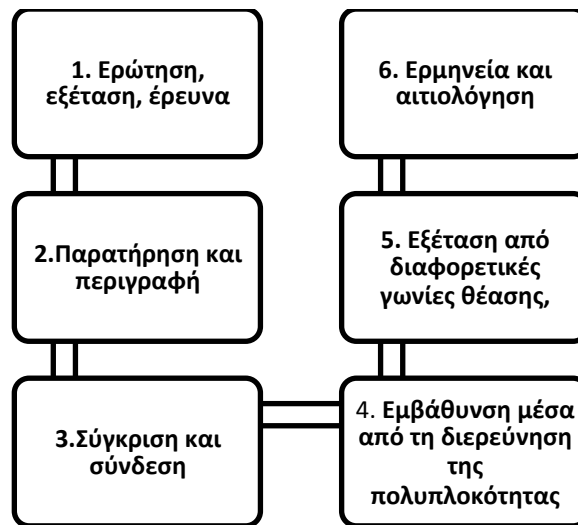 1. Ερώτηση,
εξέταση, έρευνα
2.Παρατήρηση και
περιγραφή
3.Σύγκριση και
σύνδεση
4. Εμβάθυνση μέσα
από τη διερεύνηση
της
πολυπλοκότητας
5. Εξέταση από
διαφορετικές
γωνίες θέασης,
6. Ερμηνεία και
αιτιολόγηση